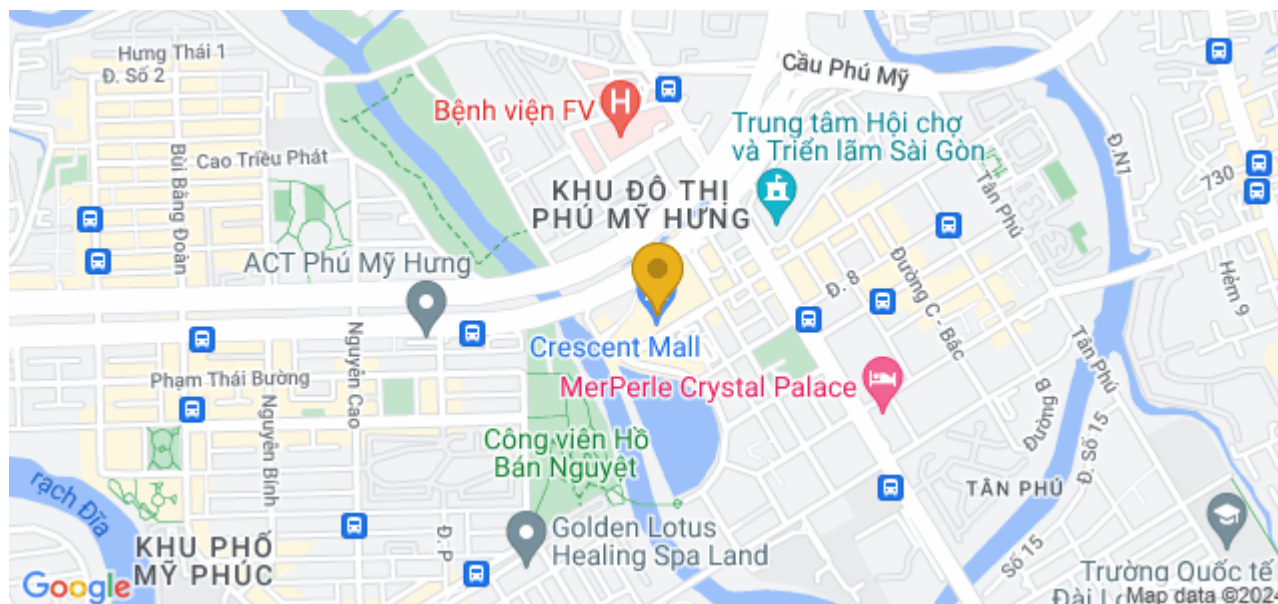 Hưng Thái 1
Đ. Số 2
Cầu Phú Mỹ
Bệnh viện FV
Trung tâm Hội chợ
và Triển lãm Sài Gòn
Đ.N1
730
Bùi Bằng Đoàn
Cao Triều Phát
Tân Phú
KHU ĐÔ THỊ
PHÚ MỸ HƯNG
ACT Phú Mỹ Hưng
Đ. 8
Đường C - Bắc
Hẻm 9
Nguyễn Cao
Crescent Mall
Tân Phú
Phạm Thái Bường
MerPerle Crystal Palace
Nguyễn Bính
Đường B
Công viên Hồ
Bán Nguyệt
Đ. Số 15
rạch Đĩa
TÂN PHÚ
Đ. P
Golden Lotus
Healing Spa Land
KHU PHỐ
MỸ PHÚC
Số 15
Trường Quốc tế
Đài
Google
Map data ©2024